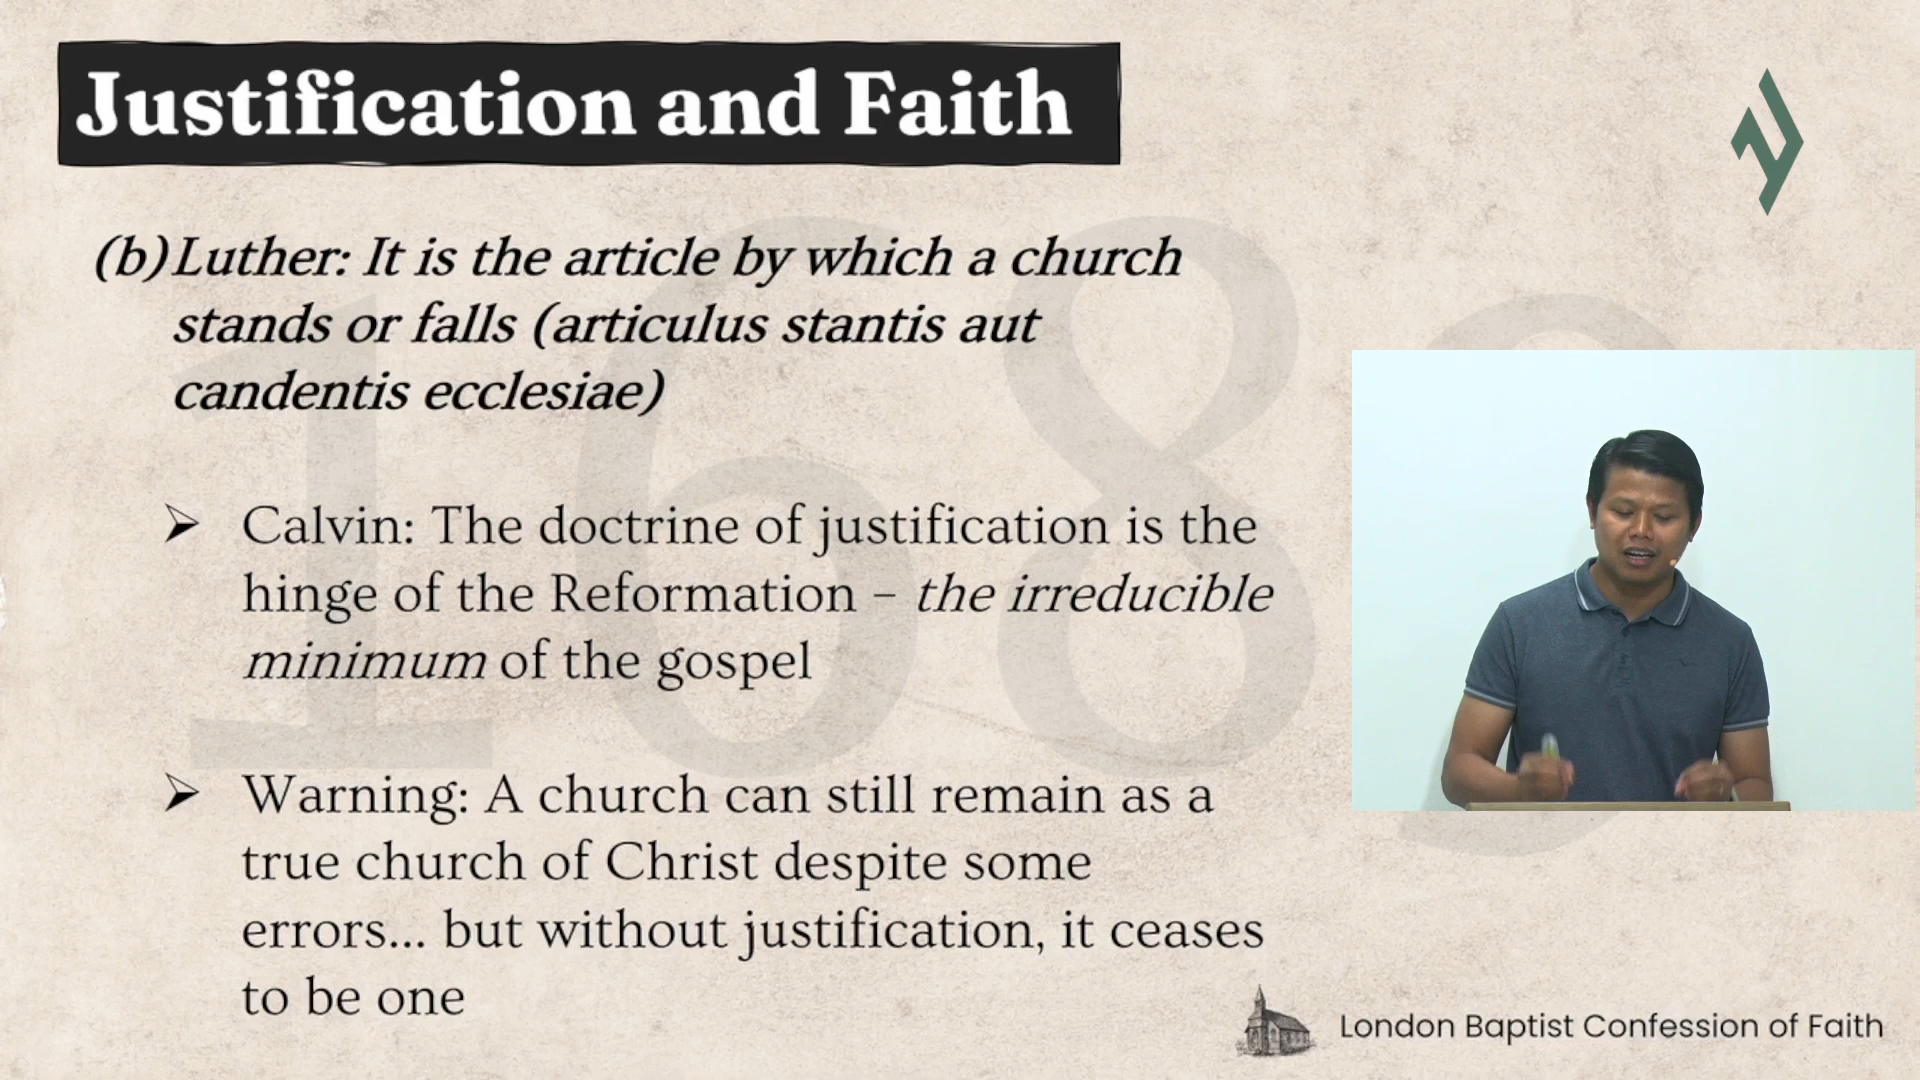 Justification and Faith
(b) Luther: It is the article by which a church
stands or falls (articulus stantis aut
candentis ecclesiae)
➢ Calvin: The doctrine of justification is the
hinge of the Reformation – the irreducible
minimum of the gospel
➢ Warning: A church can still remain as a
true church of Christ despite some
errors... but without justification, it ceases
to be one
London Baptist Confession of Faith
1689